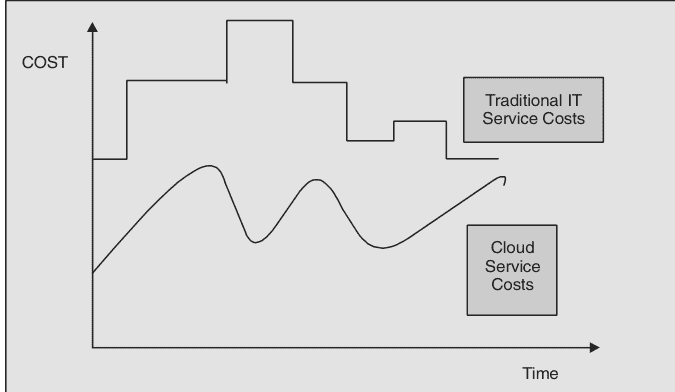 COST
Traditional IT
Service Costs
Cloud
Service
Costs
Time